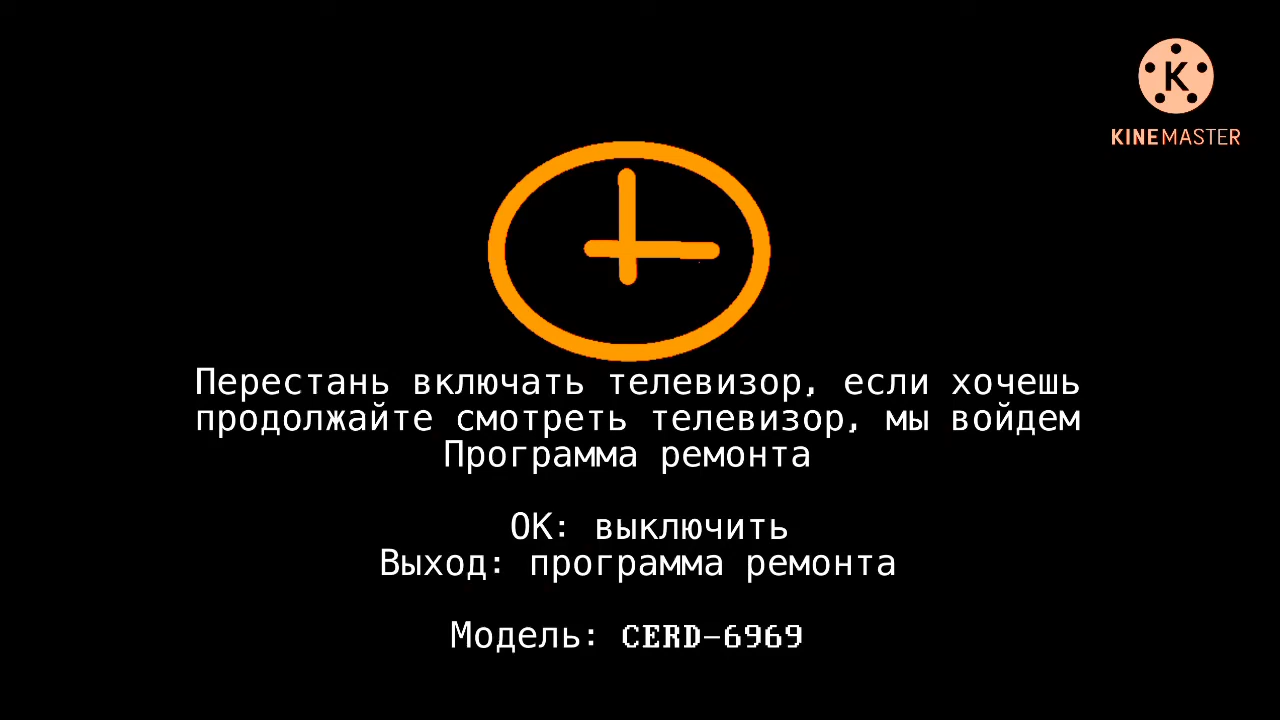 K
KINEMASTER
Перестань включать телевизор, если хочешь
продолжайте смотреть телевизор, мы войдем
Программа ремонта
ОК: выключить
Выход: программа ремонта
Модель: CERD-6969